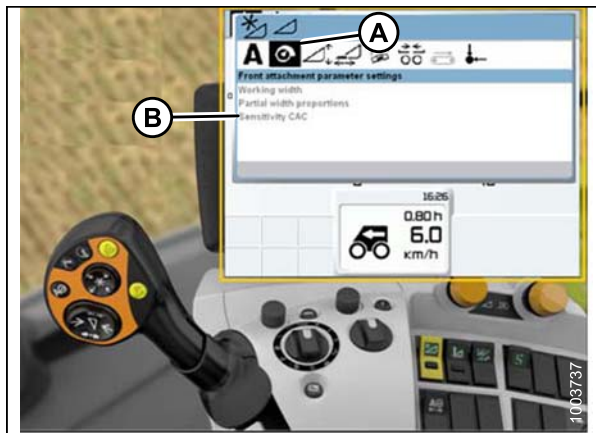 A
A
Front attachment parameter settings
Working width
Partial width proportions
B
Sensitivity CAC
16:26
0.80 h
6.0
km/h
S
AG
1003737